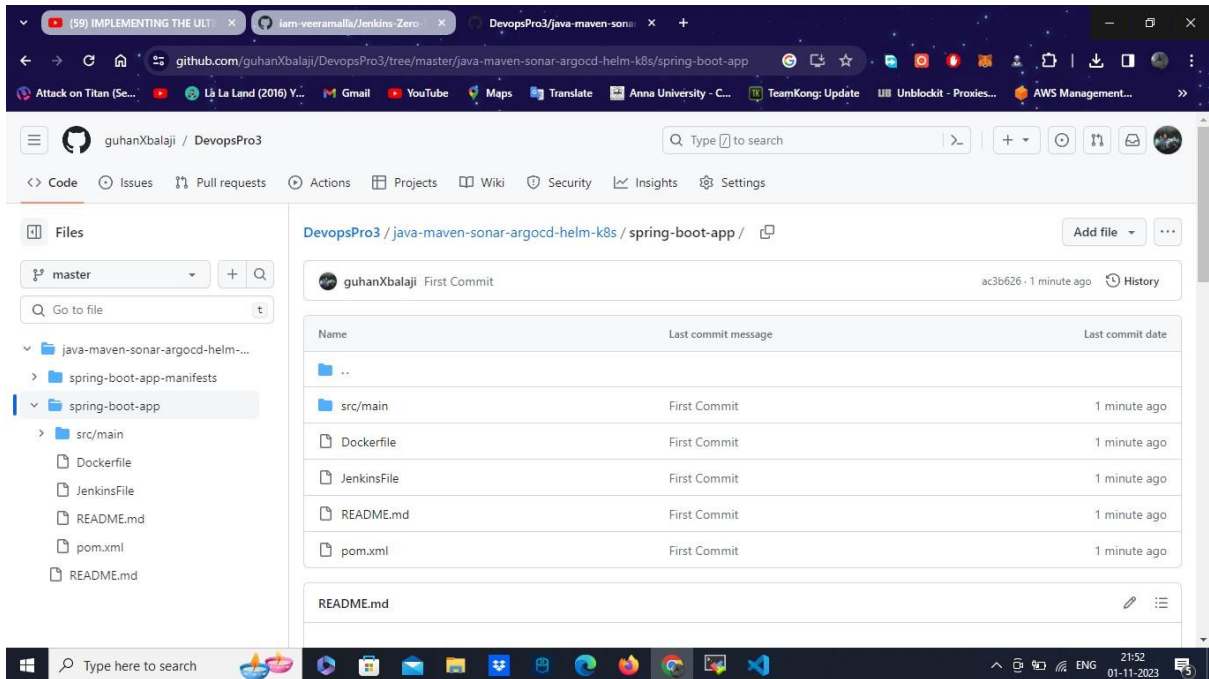 (59) IMPLEMENTING THE ULT
iam-veeramalla/Jenkins-Zero-
DevopsPro3/java-maven-sonar
github.com/guhanXbalaji/DevopsPro3/tree/master/java-maven-sonar-argocd-helm-k8s/spring-boot-app
Attack on Titan (Se...
La La Land (2016) Y...
Gmail
YouTube
Maps
Translate
Anna University - C...
TeamKong: Update
Unblockit - Proxies...
AWS Management...
guhanXbalaji / DevopsPro3
Type / to search
<> Code
Issues
Pull requests
Actions
Projects
Wiki
Security
Insights
Settings
Files
master
Go to file
t
java-maven-sonar-argocd-helm-...
spring-boot-app-manifests
spring-boot-app
src/main
Dockerfile
JenkinsFile
README.md
pom.xml
README.md
DevopsPro3 / java-maven-sonar-argocd-helm-k8s / spring-boot-app /
Add file
guhanXbalaji First Commit
ac3b626 · 1 minute ago
History
Name Last commit message Last commit date
..
src/main First Commit 1 minute ago
Dockerfile First Commit 1 minute ago
JenkinsFile First Commit 1 minute ago
README.md First Commit 1 minute ago
pom.xml First Commit 1 minute ago
README.md
Type here to search
ENG
21:52
01-11-2023